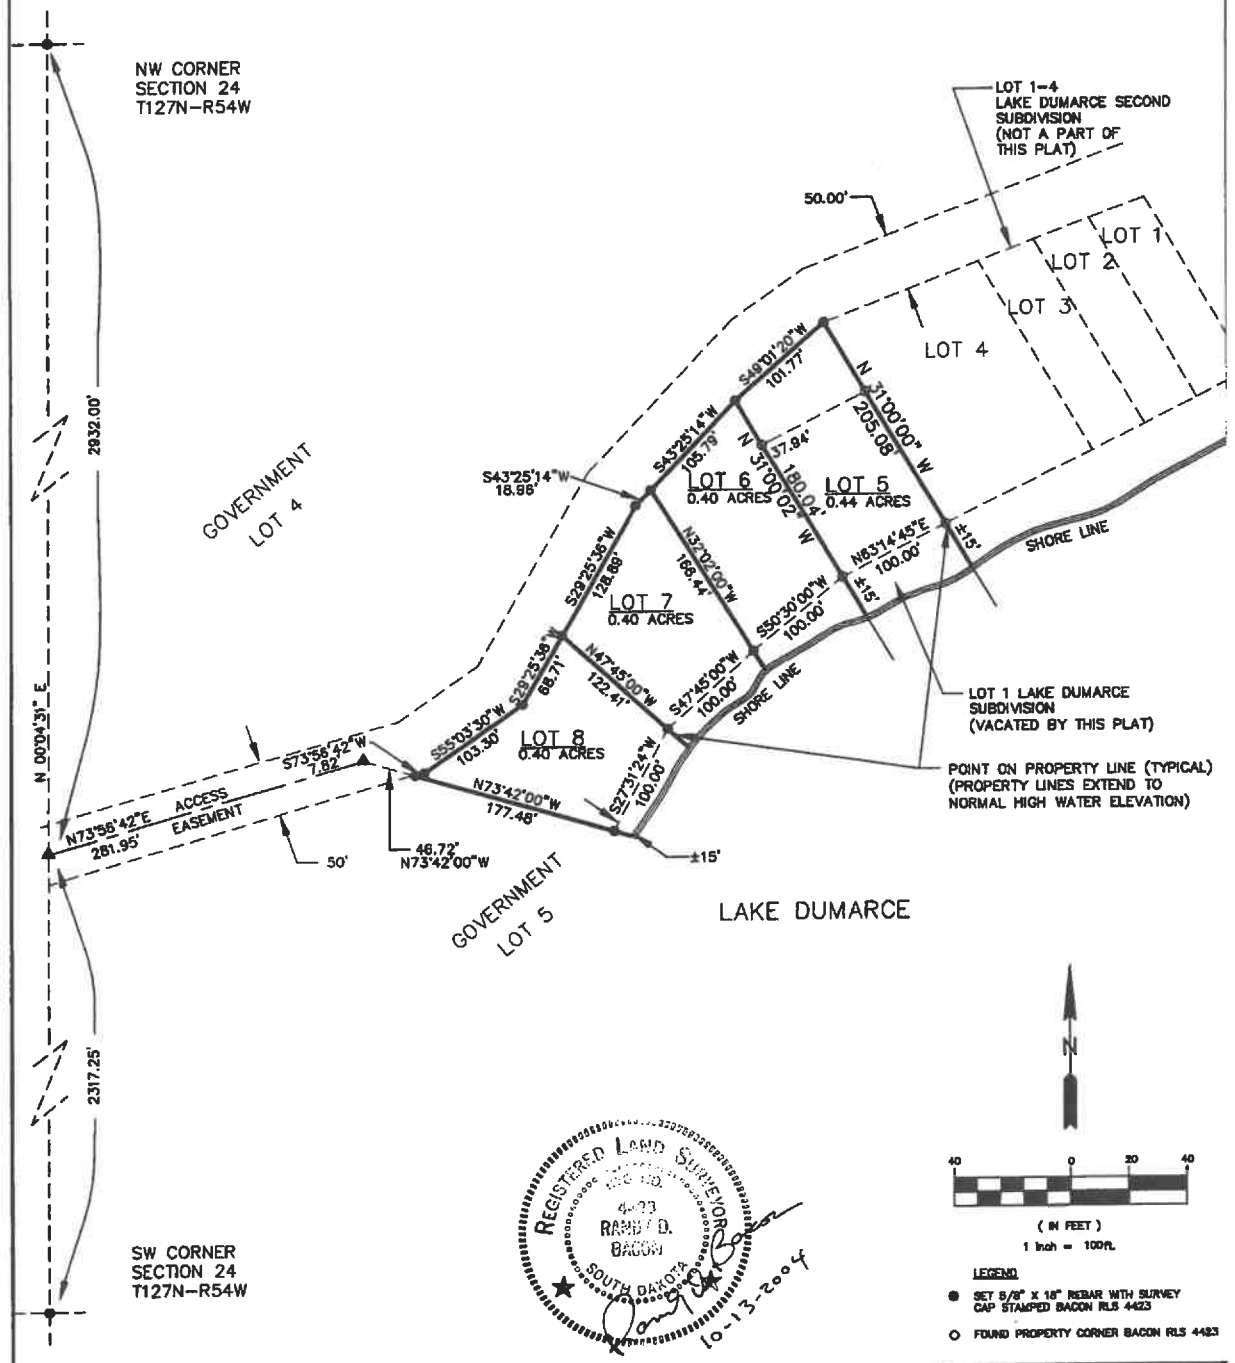 NW CORNER
SECTION 24
T127N-R54W
LOT 1-4
LAKE DUMARCE SECOND
SUBDIVISION
(NOT A PART OF
THIS PLAT)
50.00'
LOT 1
LOT 2
LOT 3
LOT 4
S49°01'20"W
101.77'
N 31°00'00" W
205.08'
2932.00'
S43°25'14"W
105.79'
37.94'
N 31°00'02" W
180.04'
GOVERNMENT
LOT 4
S43°25'14"W
18.98'
LOT 6
0.40 ACRES
LOT 5
0.44 ACRES
N63°14'45"E
100.00'
±15'
SHORE LINE
S29°25'36"W
128.89'
N32°02'00"W
166.44'
LOT 7
0.40 ACRES
S50°30'00"W
100.00'
±15'
S29°25'36"W
68.71'
N47°45'00"W
122.41'
S47°45'00"W
100.00'
SHORE LINE
N 00°04'31" E
LOT 1 LAKE DUMARCE
SUBDIVISION
(VACATED BY THIS PLAT)
S55°03'30"W
103.30'
LOT 8
0.40 ACRES
S73°56'42"W
7.82'
S27°31'24"W
100.00'
POINT ON PROPERTY LINE (TYPICAL)
(PROPERTY LINES EXTEND TO
NORMAL HIGH WATER ELEVATION)
N73°56'42"E
281.95'
ACCESS
EASEMENT
N73°42'00"W
177.48'
50'
46.72'
N73°42'00"W
±15'
GOVERNMENT
LOT 5
LAKE DUMARCE
2317.25'
N
SW CORNER
SECTION 24
T127N-R54W
REGISTERED LAND SURVEYOR
4423
D.
BACON
SOUTH DAKOTA
10-13-2004
40 0 20 40
( IN FEET )
1 inch = 100ft.
LEGEND
SET 5/8" X 18" REBAR WITH SURVEY
CAP STAMPED BACON RLS 4423
FOUND PROPERTY CORNER BACON RLS 4423